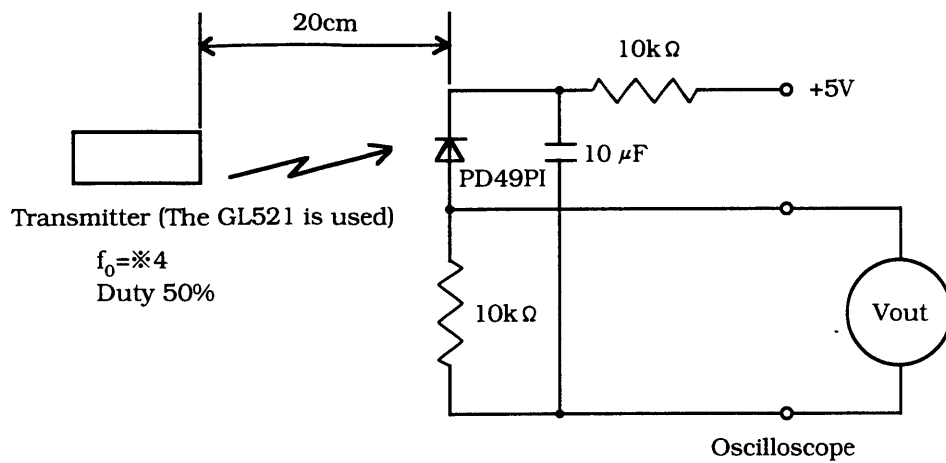 20cm
10kΩ
+5V
10 μF
PD49PI
Transmitter (The GL521 is used)
f₀=※4
Duty 50%
10kΩ
Vout
Oscilloscope